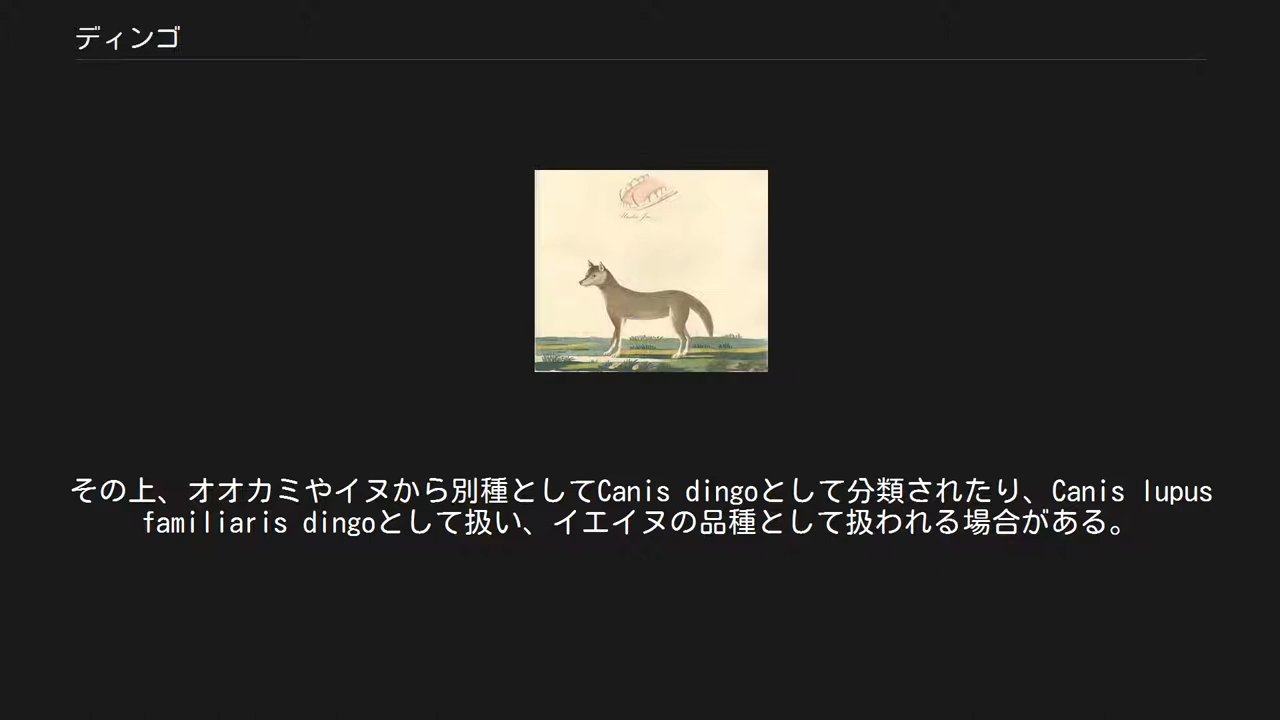 ディンゴ
その上、オオカミやイヌから別種としてCanis dingoとして分類されたり、Canis lupus
familiaris dingoとして扱い、イエイヌの品種として扱われる場合がある。